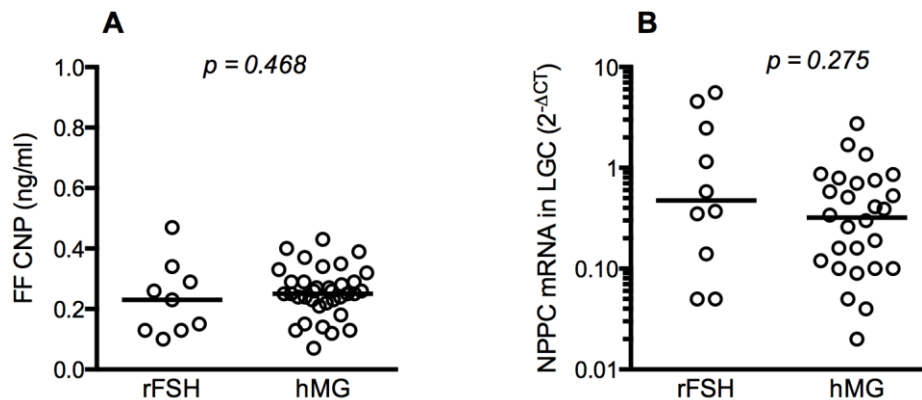 A
p = 0.468
FF CNP (ng/ml)
1.0
0.8
0.6
0.4
0.2
0.0
rFSH hMG
B
p = 0.275
NPPC mRNA in LGC (2-ΔCT)
10
1
0.10
0.01
rFSH hMG